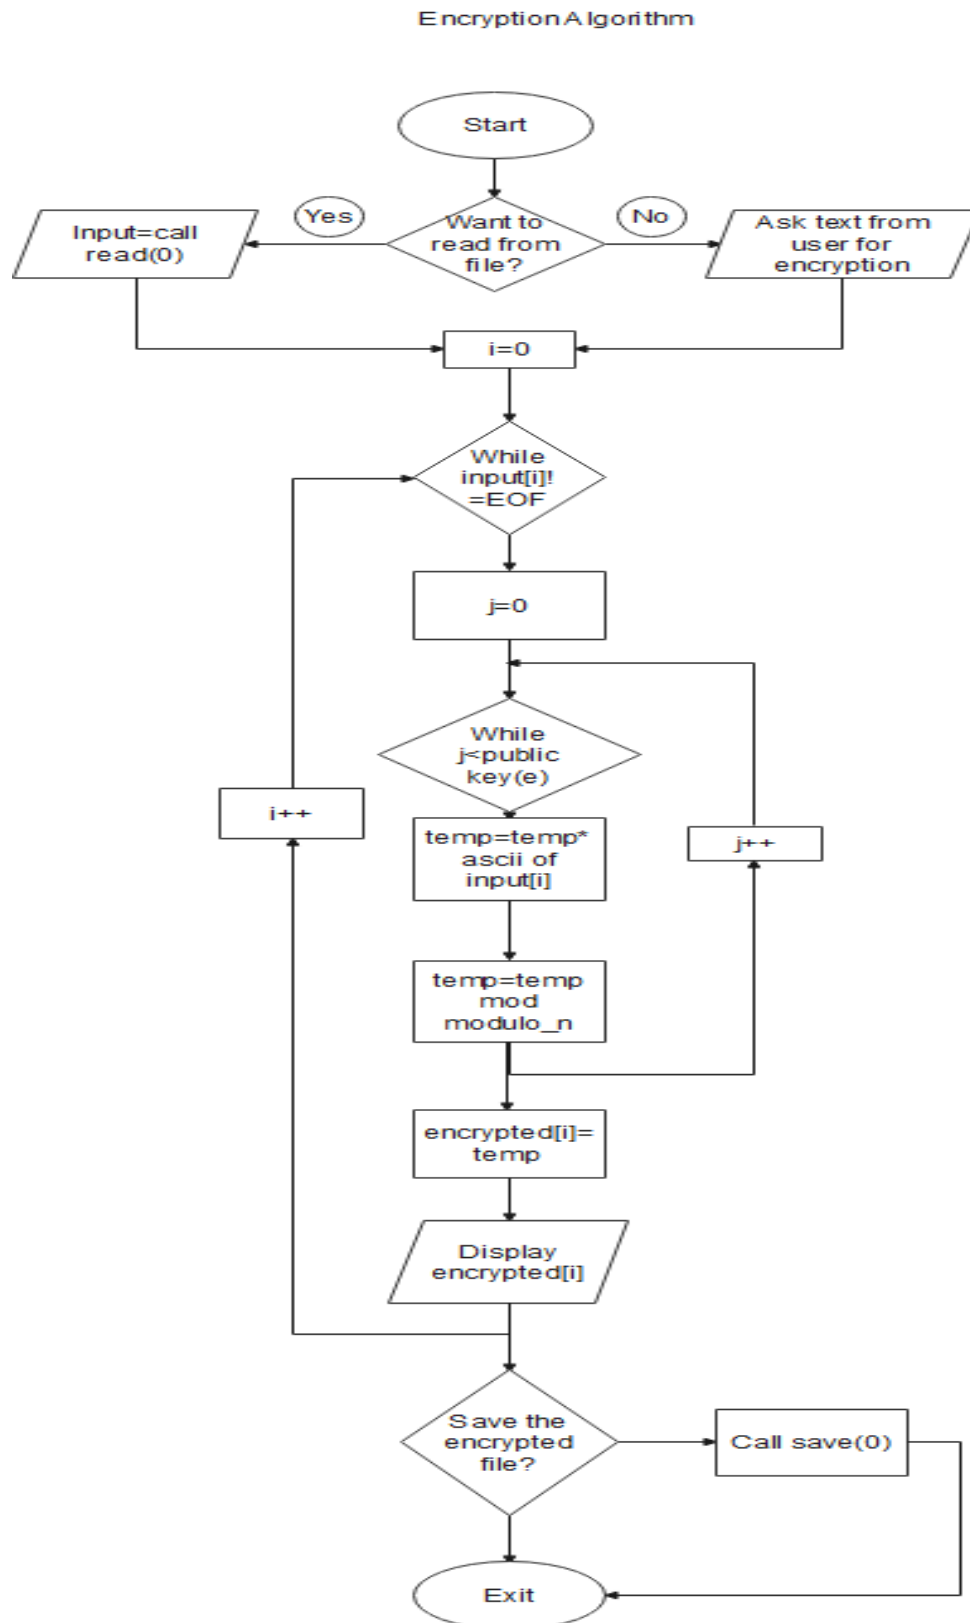 Encryption Algorithm
Start
Yes
Want to
read from
file?
No
Input=call
read(0)
Ask text from
user for
encryption
i=0
While
input[i]!
=EOF
j=0
While
j<public
key(e)
i++
temp=temp*
ascii of
input[i]
j++
temp=temp
mod
modulo_n
encrypted[i]=
temp
Display
encrypted[i]
Save the
encrypted
file?
Call save(0)
Exit